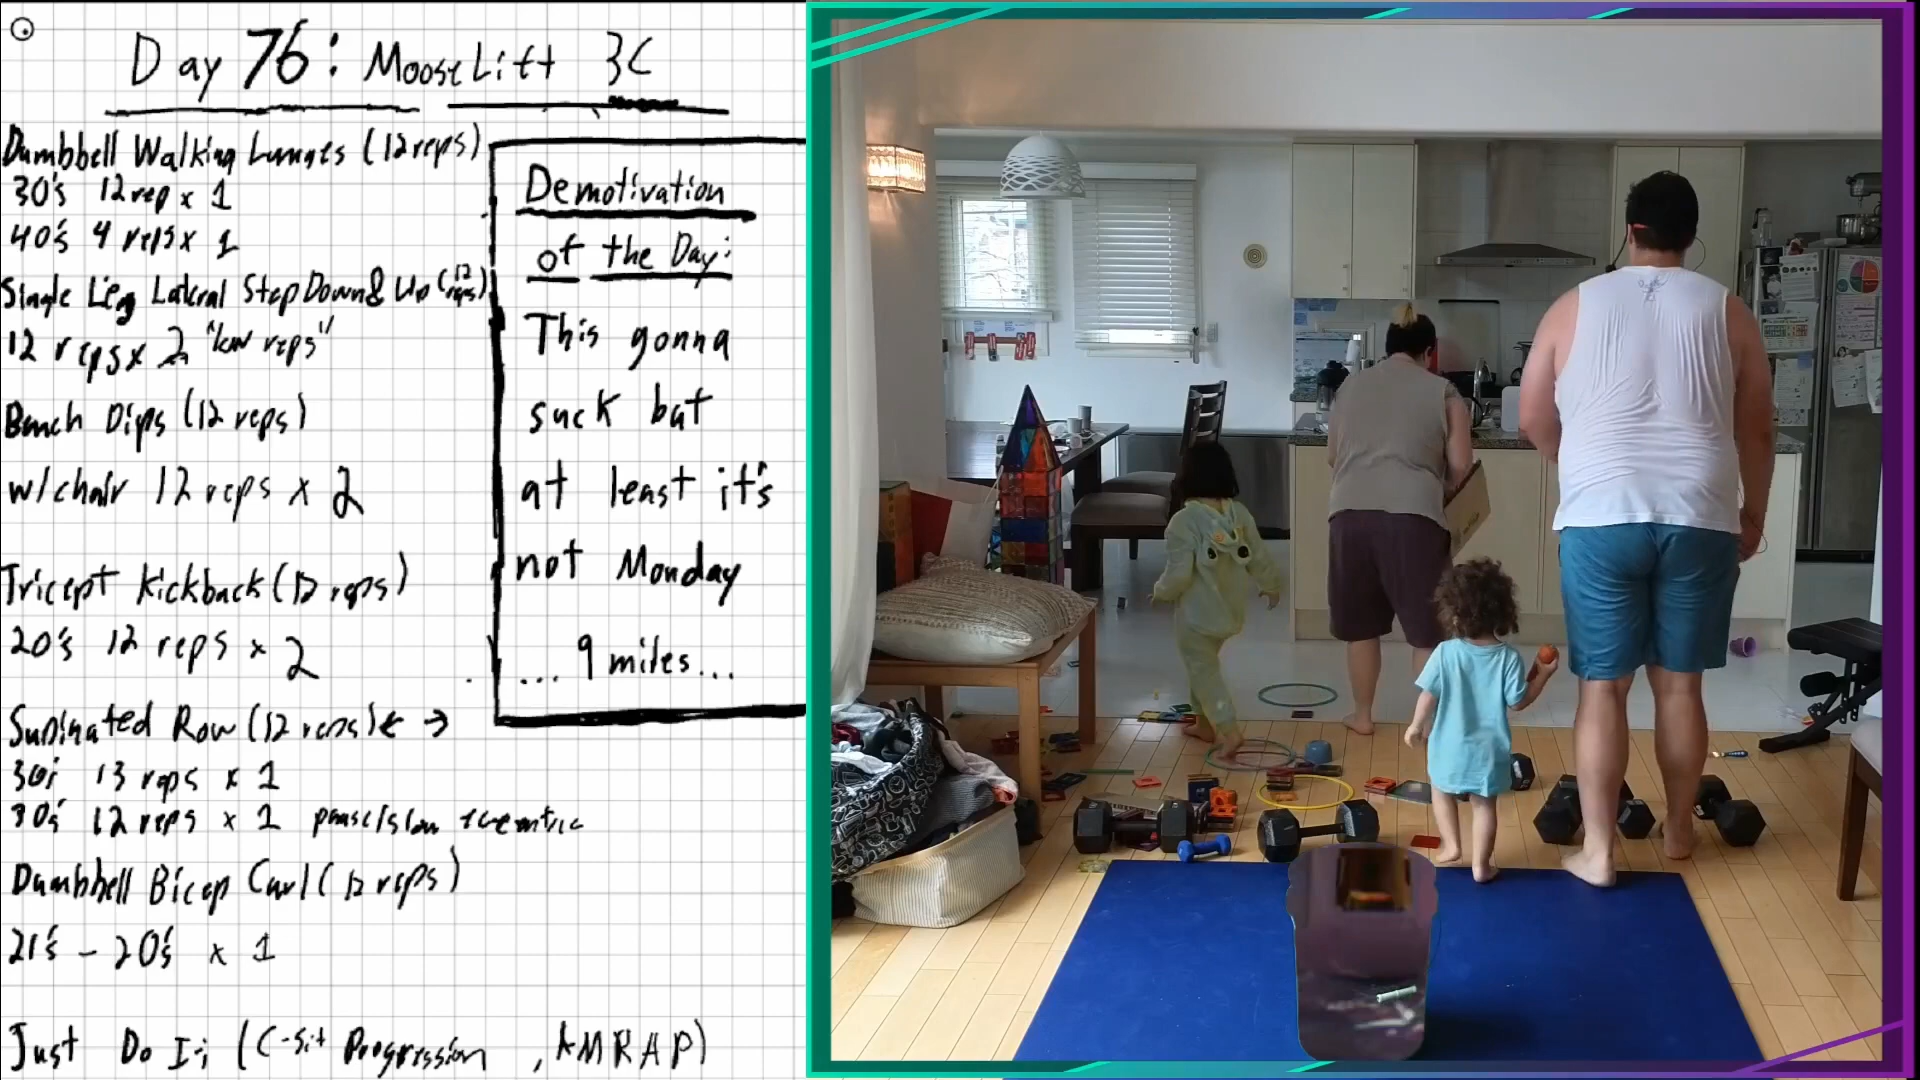 Day 76: MooseLift 3C
Dumbbell Walking Lunges (12 reps)
30's 12 rep x 1
40's 4 reps x 1
Single Leg Lateral Step Down & Up (12 reps)
12 reps x 2 "low reps"
Bench Dips (12 reps)
w/chair 12 reps x 2
Tricept Kickback (12 reps)
20's 12 reps x 2
Supinated Row (12 reps) ← →
30's 13 reps x 1
30's 12 reps x 1 pause/slow
Dumbbell Bicep Curl (12 reps)
21's - 20's x 1
Just Do It; (C-Sit Progression, AMRAP)
Demotivation
of the Day:
This gonna
suck but
at least it's
not Monday
... 9 miles...